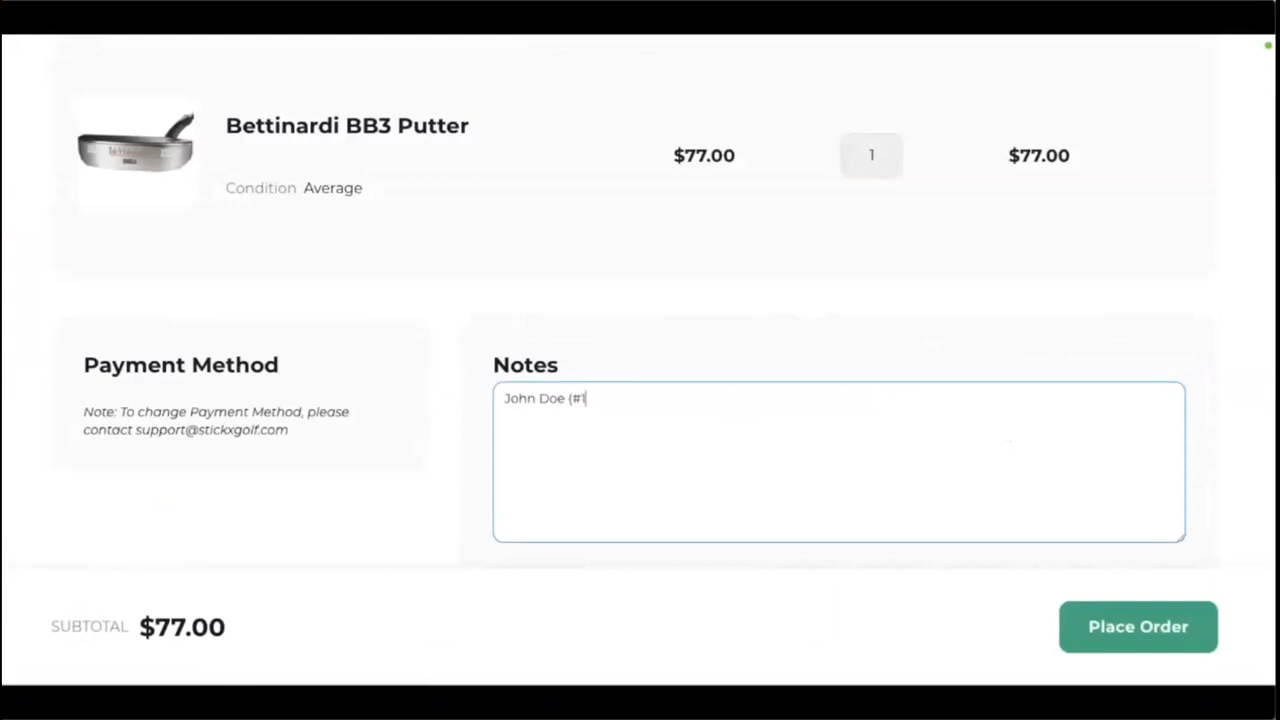 Bettinardi BB3 Putter
$77.00 1 $77.00
Condition Average
Payment Method
Note: To change Payment Method, please
contact support@stickxgolf.com
Notes
John Doe (#1
SUBTOTAL $77.00
Place Order